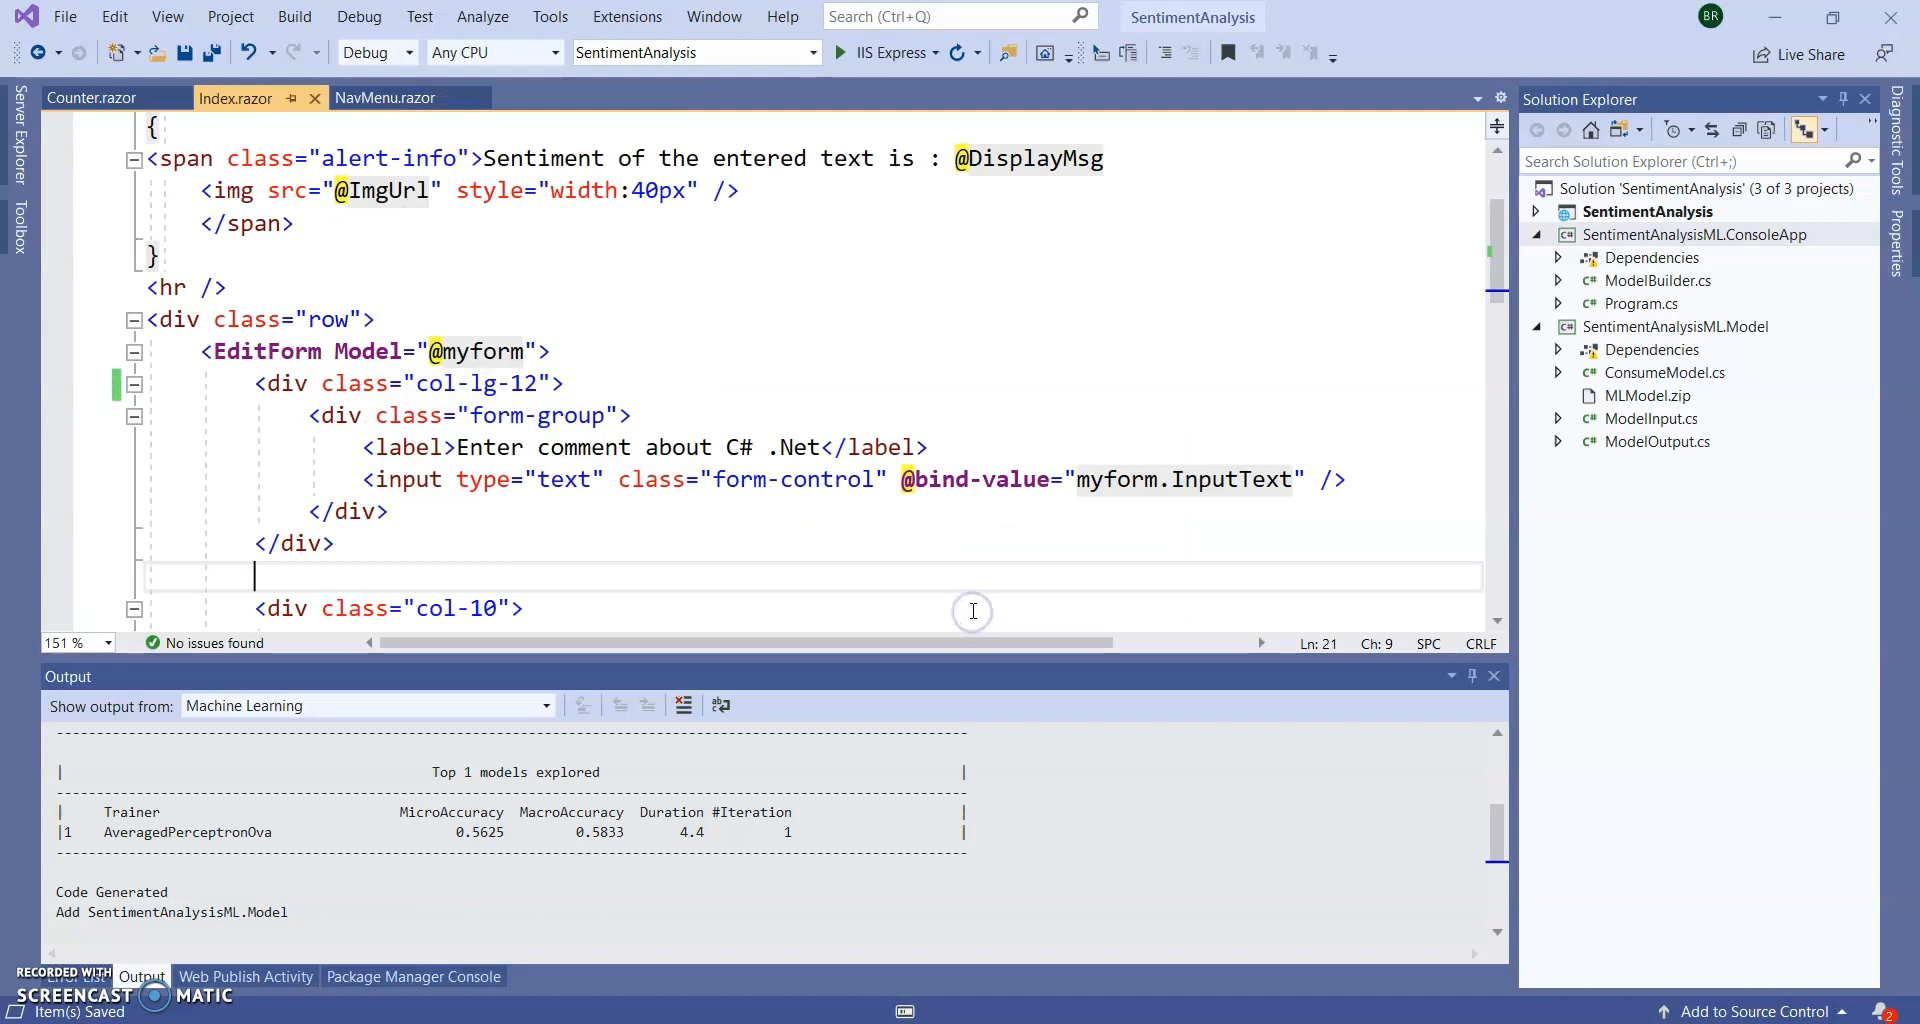 File Edit View Project Build Debug Test Analyze Tools Extensions Window Help Search (Ctrl+Q) SentimentAnalysis BR
Debug Any CPU SentimentAnalysis IIS Express Live Share
Server Explorer
Toolbox
Counter.razor Index.razor NavMenu.razor
{
<span class="alert-info">Sentiment of the entered text is : @DisplayMsg
<img src="@ImgUrl" style="width:40px" />
</span>
}
<hr />
<div class="row">
<EditForm Model="@myform">
<div class="col-lg-12">
<div class="form-group">
<label>Enter comment about C# .Net</label>
<input type="text" class="form-control" @bind-value="myform.InputText" />
</div>
</div>
<div class="col-10">
151 % No issues found Ln: 21 Ch: 9 SPC CRLF
Output
Show output from: Machine Learning
-----------------------------------------------------------------------------------------------------------------
| Top 1 models explored |
-----------------------------------------------------------------------------------------------------------------
| Trainer MicroAccuracy MacroAccuracy Duration #Iteration |
|1 AveragedPerceptronOva 0.5625 0.5833 4.4 1 |
-----------------------------------------------------------------------------------------------------------------
Code Generated
Add SentimentAnalysisML.Model
Error List Output Web Publish Activity Package Manager Console
RECORDED WITH
SCREENCAST MATIC
Item(s) Saved Add to Source Control 2
Solution Explorer
Search Solution Explorer (Ctrl+;)
Solution 'SentimentAnalysis' (3 of 3 projects)
SentimentAnalysis
C# SentimentAnalysisML.ConsoleApp
Dependencies
C# ModelBuilder.cs
C# Program.cs
C# SentimentAnalysisML.Model
Dependencies
C# ConsumeModel.cs
MLModel.zip
C# ModelInput.cs
C# ModelOutput.cs
Diagnostic Tools
Properties